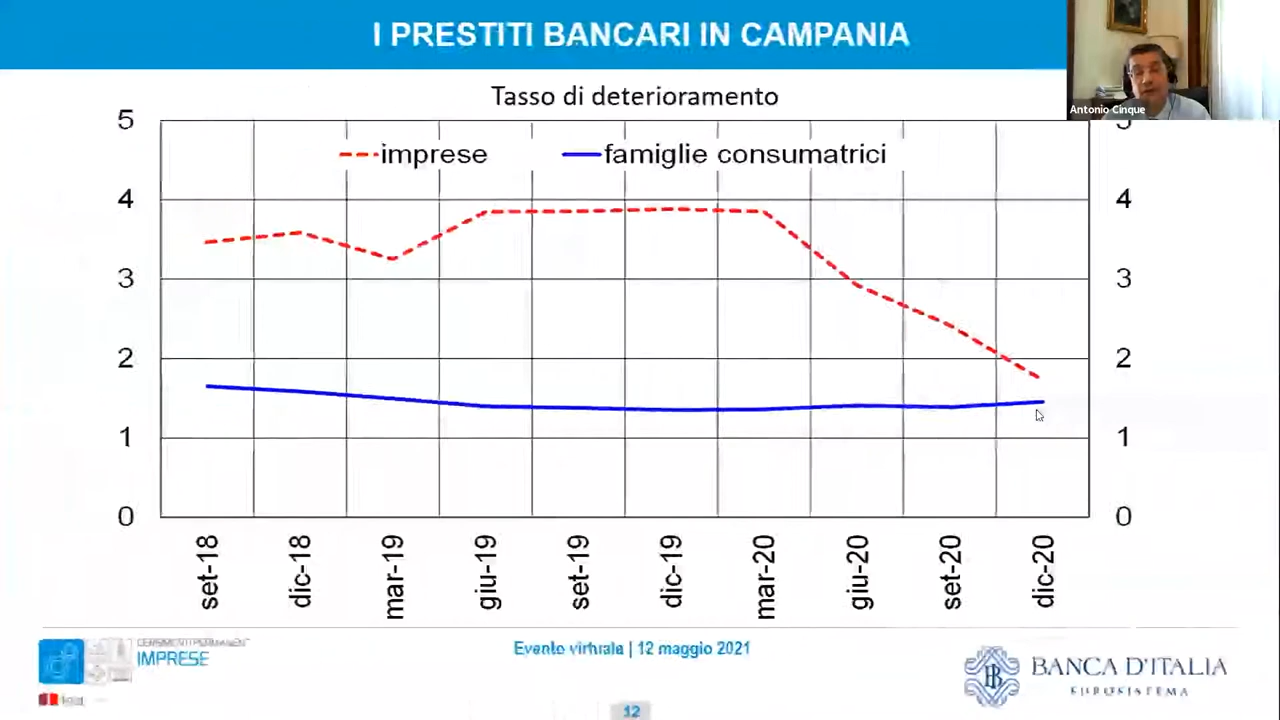 I PRESTITI BANCARI IN CAMPANIA
Antonio Cinque
Tasso di deterioramento
imprese
famiglie consumatrici
5 5
4 4
3 3
2 2
1 1
0 0
set-18 dic-18 mar-19 giu-19 set-19 dic-19 mar-20 giu-20 set-20 dic-20
CENSIMENTI PERMANENTI
IMPRESE
Evento virtuale | 12 maggio 2021
BANCA D'ITALIA
EUROSISTEMA
12